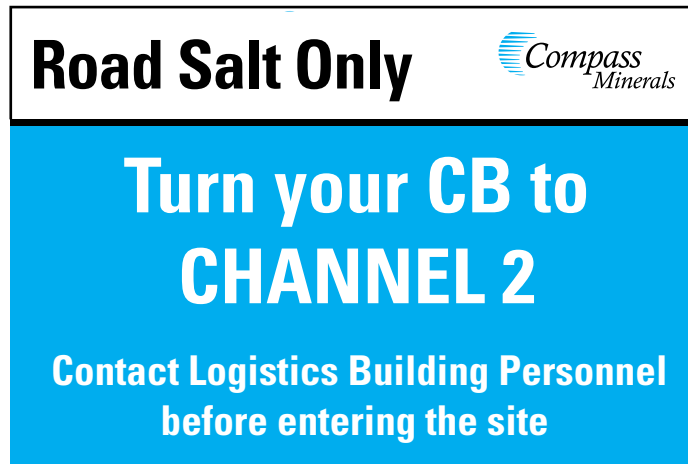 Road Salt Only
Compass
Minerals
Turn your CB to
CHANNEL 2
Contact Logistics Building Personnel
before entering the site